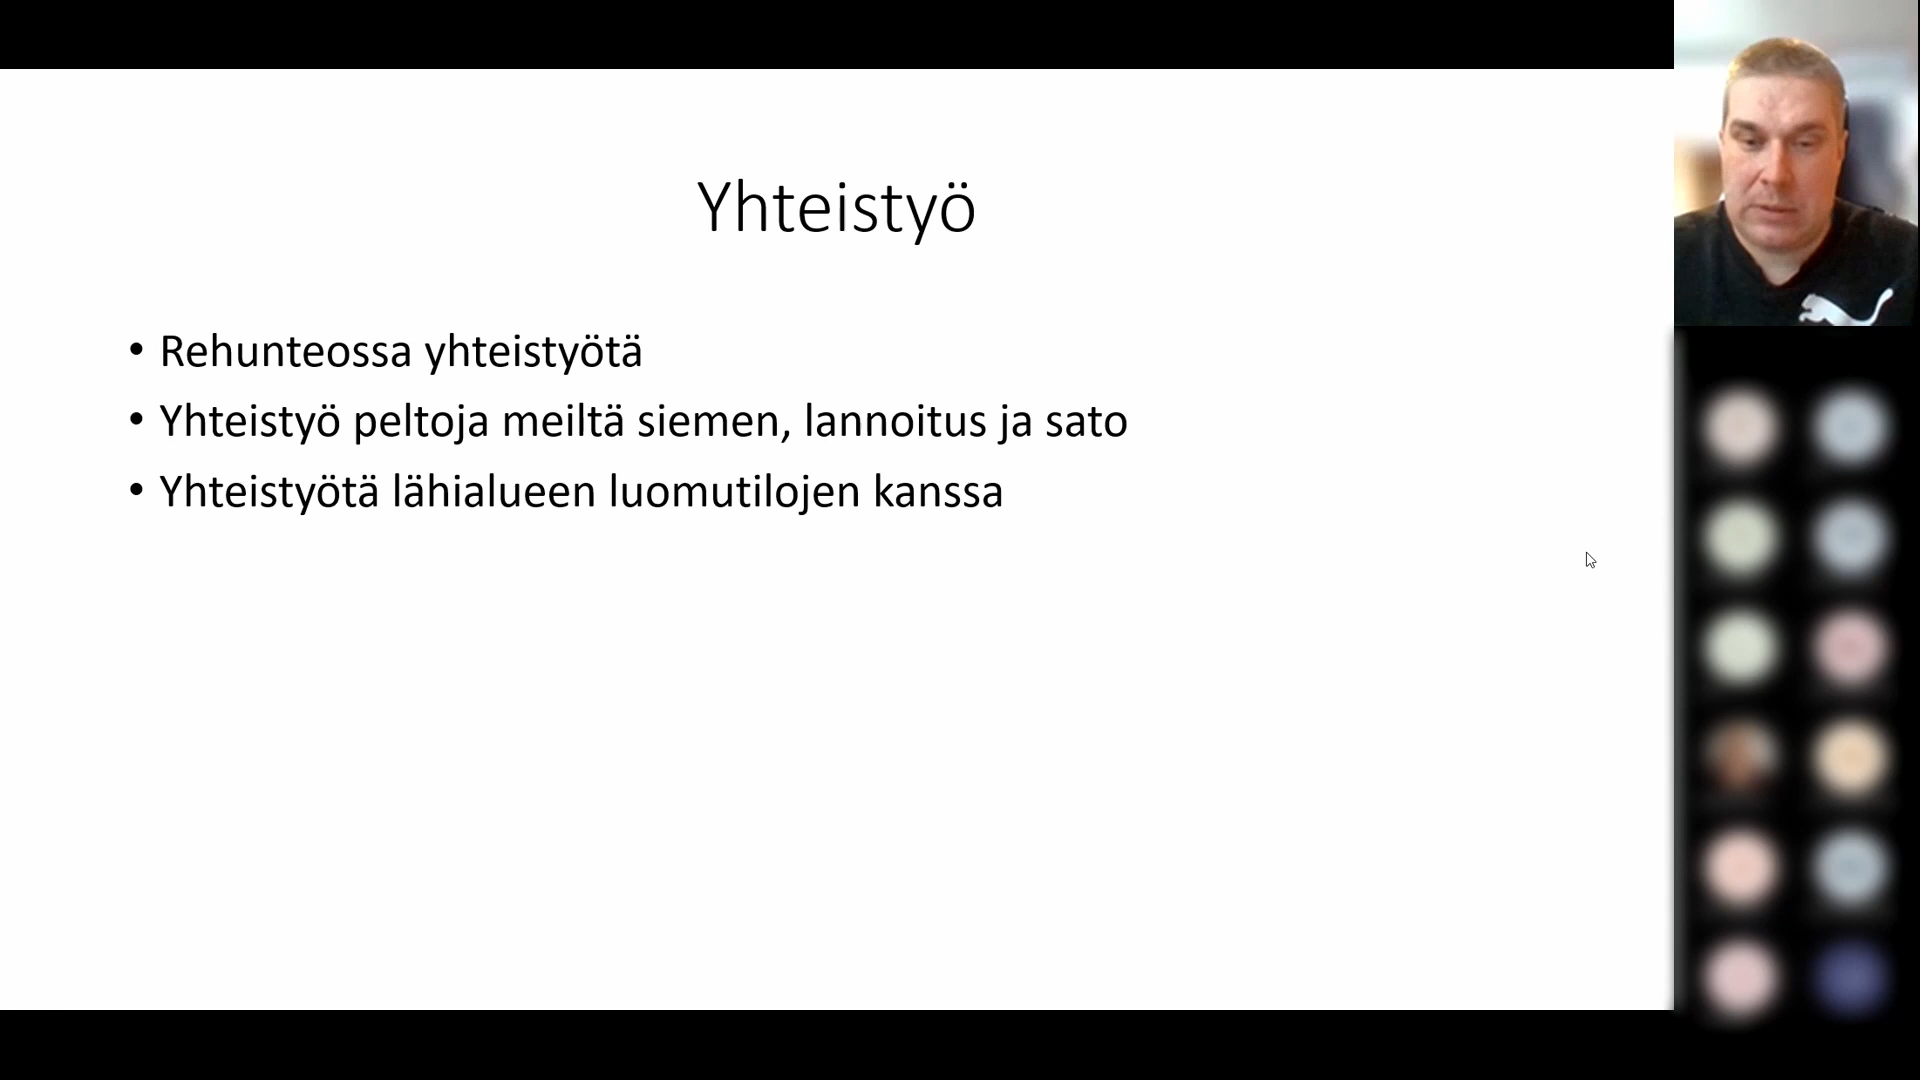 Yhteistyö
• Rehunteossa yhteistyötä
• Yhteistyö peltoja meiltä siemen, lannoitus ja sato
• Yhteistyötä lähialueen luomutilojen kanssa